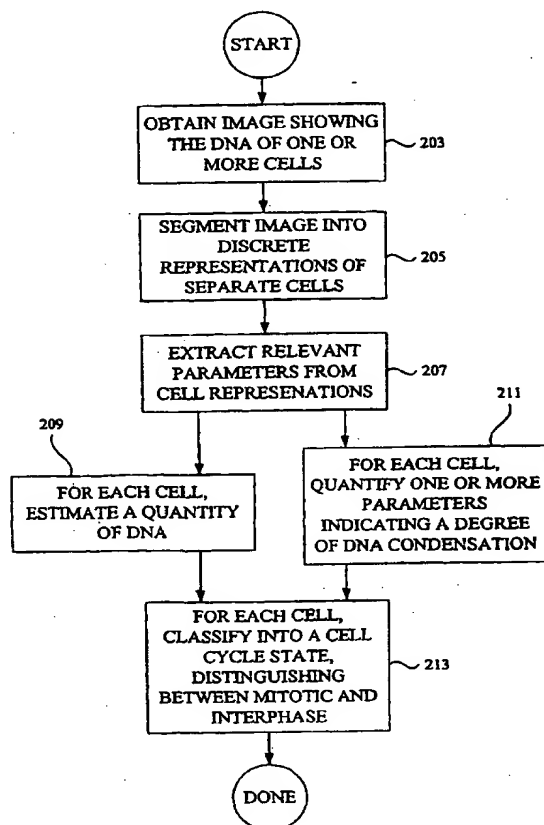 START
OBTAIN IMAGE SHOWING
THE DNA OF ONE OR
MORE CELLS
203
SEGMENT IMAGE INTO
DISCRETE
REPRESENTATIONS OF
SEPARATE CELLS
205
EXTRACT RELEVANT
PARAMETERS FROM
CELL REPRESENATIONS
207
209
FOR EACH CELL,
ESTIMATE A QUANTITY
OF DNA
211
FOR EACH CELL,
QUANTIFY ONE OR MORE
PARAMETERS
INDICATING A DEGREE
OF DNA CONDENSATION
FOR EACH CELL,
CLASSIFY INTO A CELL
CYCLE STATE,
DISTINGUISHING
BETWEEN MITOTIC AND
INTERPHASE
213
DONE